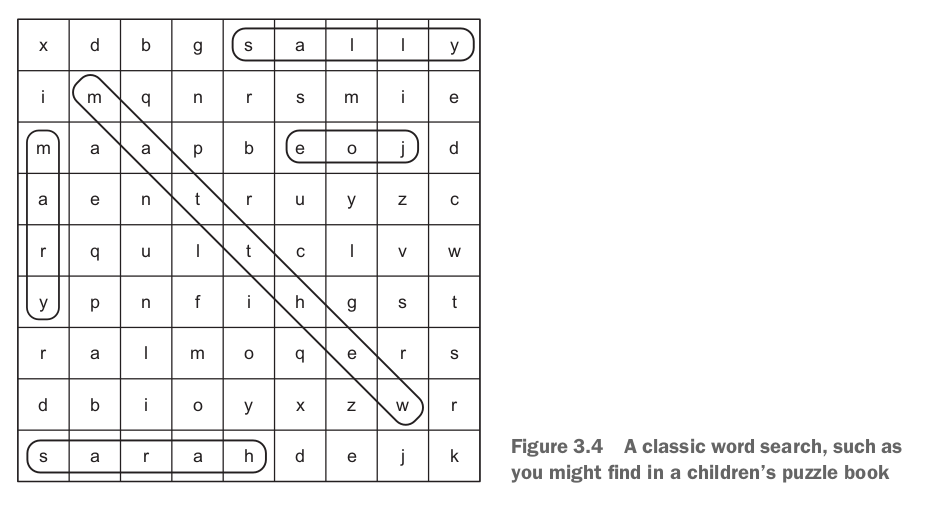 x d b g s a l l y
i m q n r s m i e
m a a p b e o j d
a e n t r u y z c
r q u l t c l v w
y p n f i h g s t
r a l m o q e r s
d b i o y x z w r
s a r a h d e j k
Figure 3.4 A classic word search, such as
you might find in a children's puzzle book